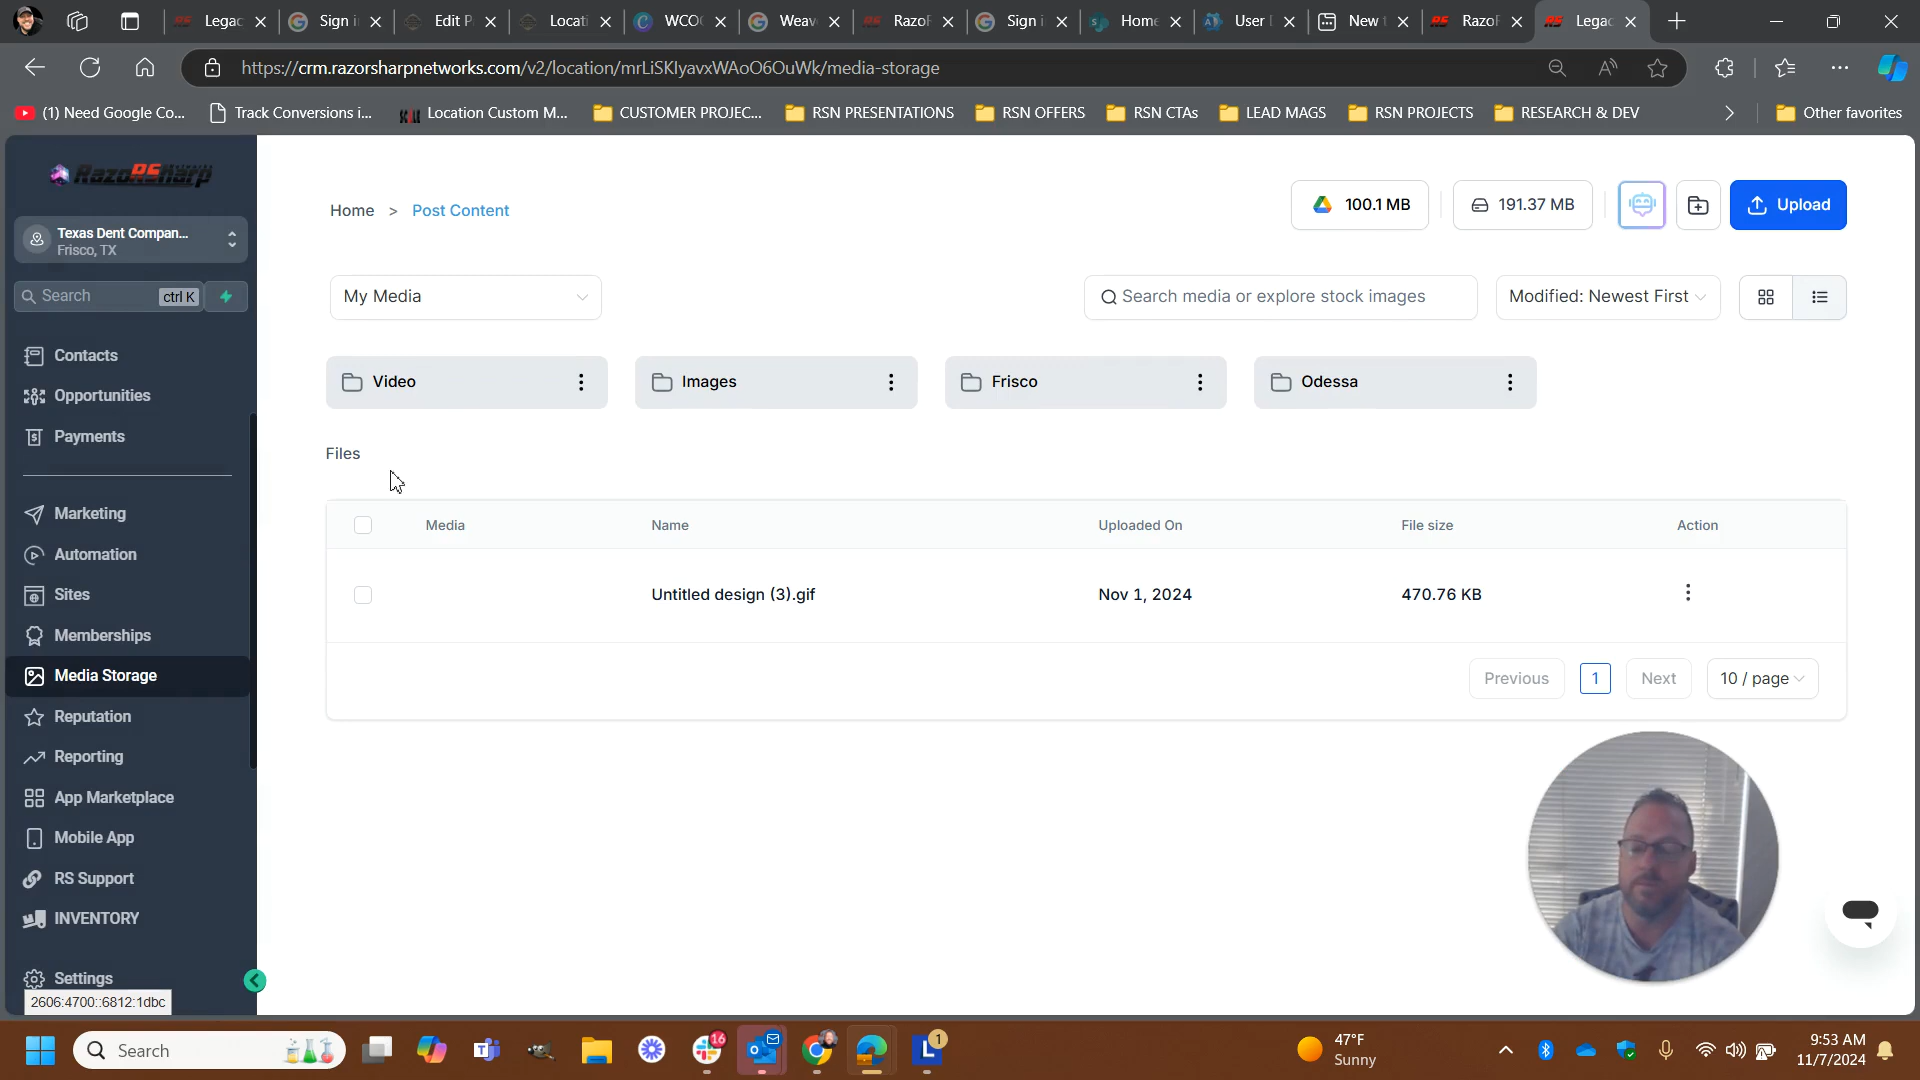 Legac
Sign i
Edit P
Locati
WCO
Weav
RazoR
Sign i
Home
User
New t
RazoR
Legac
https://crm.razorsharpnetworks.com/v2/location/mrLiSKlyavxWAoO6OuWk/media-storage
(1) Need Google Co...
Track Conversions i...
Location Custom M...
CUSTOMER PROJEC...
RSN PRESENTATIONS
RSN OFFERS
RSN CTAs
LEAD MAGS
RSN PROJECTS
RESEARCH & DEV
Other favorites
RazoRSharp
Texas Dent Compan...
Frisco, TX
Search ctrl K
Contacts
Opportunities
Payments
Marketing
Automation
Sites
Memberships
Media Storage
Reputation
Reporting
App Marketplace
Mobile App
RS Support
INVENTORY
Settings
2606:4700::6812:1dbc
Home > Post Content
100.1 MB
191.37 MB
Upload
My Media
Search media or explore stock images
Modified: Newest First
Video
Images
Frisco
Odessa
Files
Media Name Uploaded On File size Action
Untitled design (3).gif Nov 1, 2024 470.76 KB
Previous 1 Next 10 / page
Search
16
1
47°F
Sunny
9:53 AM
11/7/2024